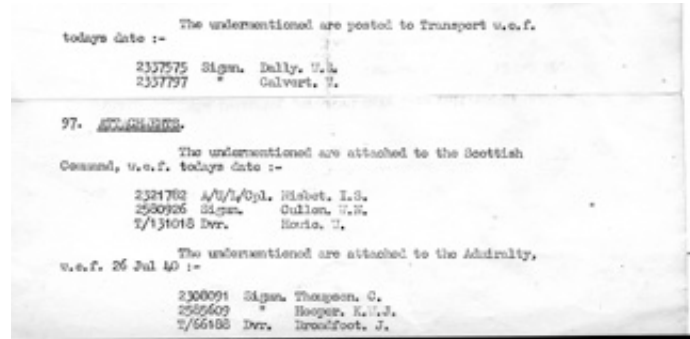 The undermentioned are posted to Transport w.e.f.
todays date :-
2337575 Sigmn. Dally.
2337797 " Calvert.
97. ATTACHMENTS.
The undermentioned are attached to the Scottish
Command, w.e.f. todays date :-
2321782 A/U/L/Cpl. Nisbet. I.S.
2580926 Sigmn. Cullen.
T/131018 Dvr. Howie.
The undermentioned are attached to the Admiralty,
w.e.f. 26 Jul 40 :-
2308091 Sigmn. Thompson. C.
2585609 " Hooper.
T/66188 Dvr. Broadfoot. J.